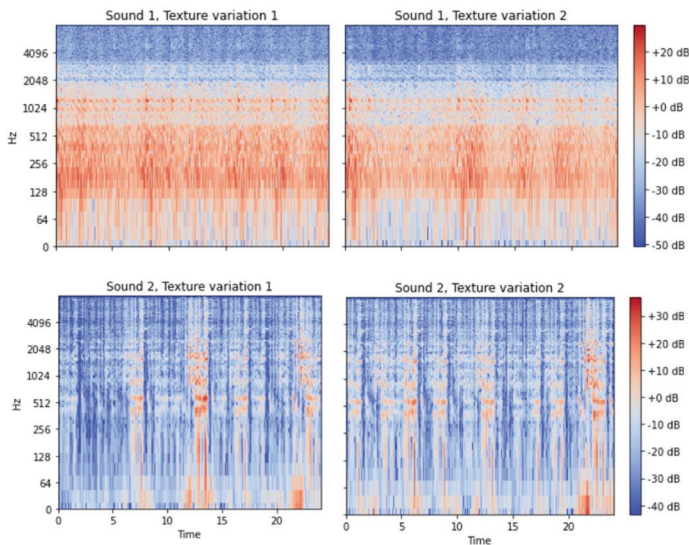 Sound 1, Texture variation 1
Sound 1, Texture variation 2
4096
2048
1024
512
256
128
64
0
Hz
+20 dB
+10 dB
+0 dB
-10 dB
-20 dB
-30 dB
-40 dB
-50 dB
Sound 2, Texture variation 1
Sound 2, Texture variation 2
4096
2048
1024
512
256
128
64
0
Hz
0 5 10 15 20
Time
0 5 10 15 20
Time
+30 dB
+20 dB
+10 dB
+0 dB
-10 dB
-20 dB
-30 dB
-40 dB